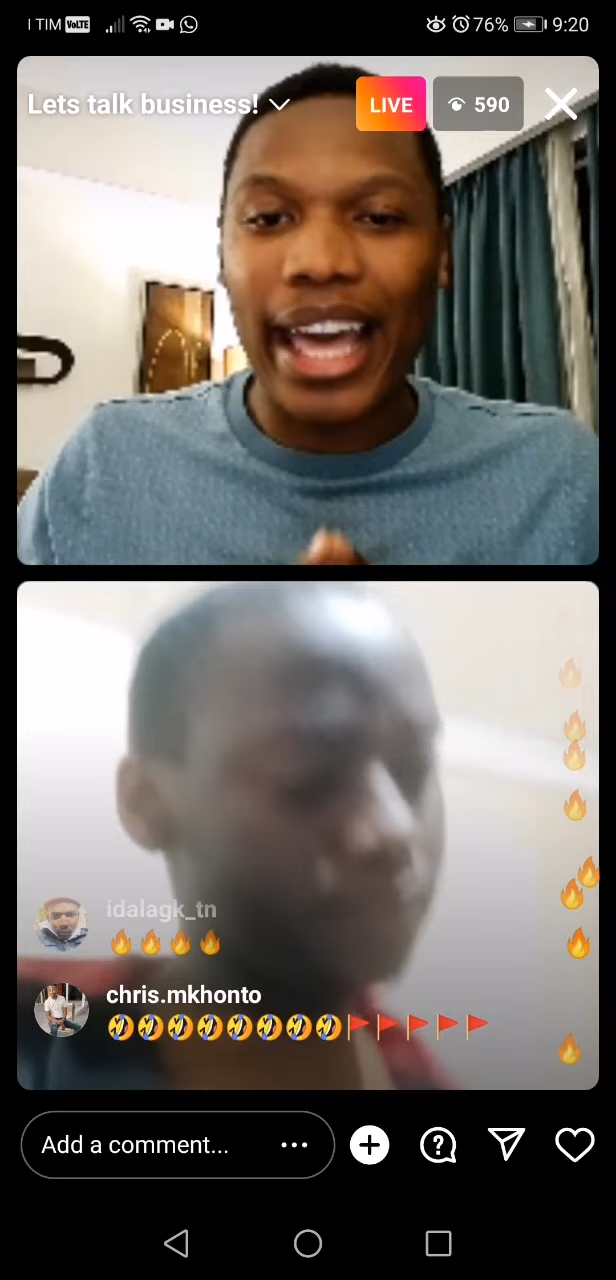 I TIM VoLTE 76% 9:20
Lets talk business! LIVE 590
idalagk_tn
chris.mkhonto
Add a comment...